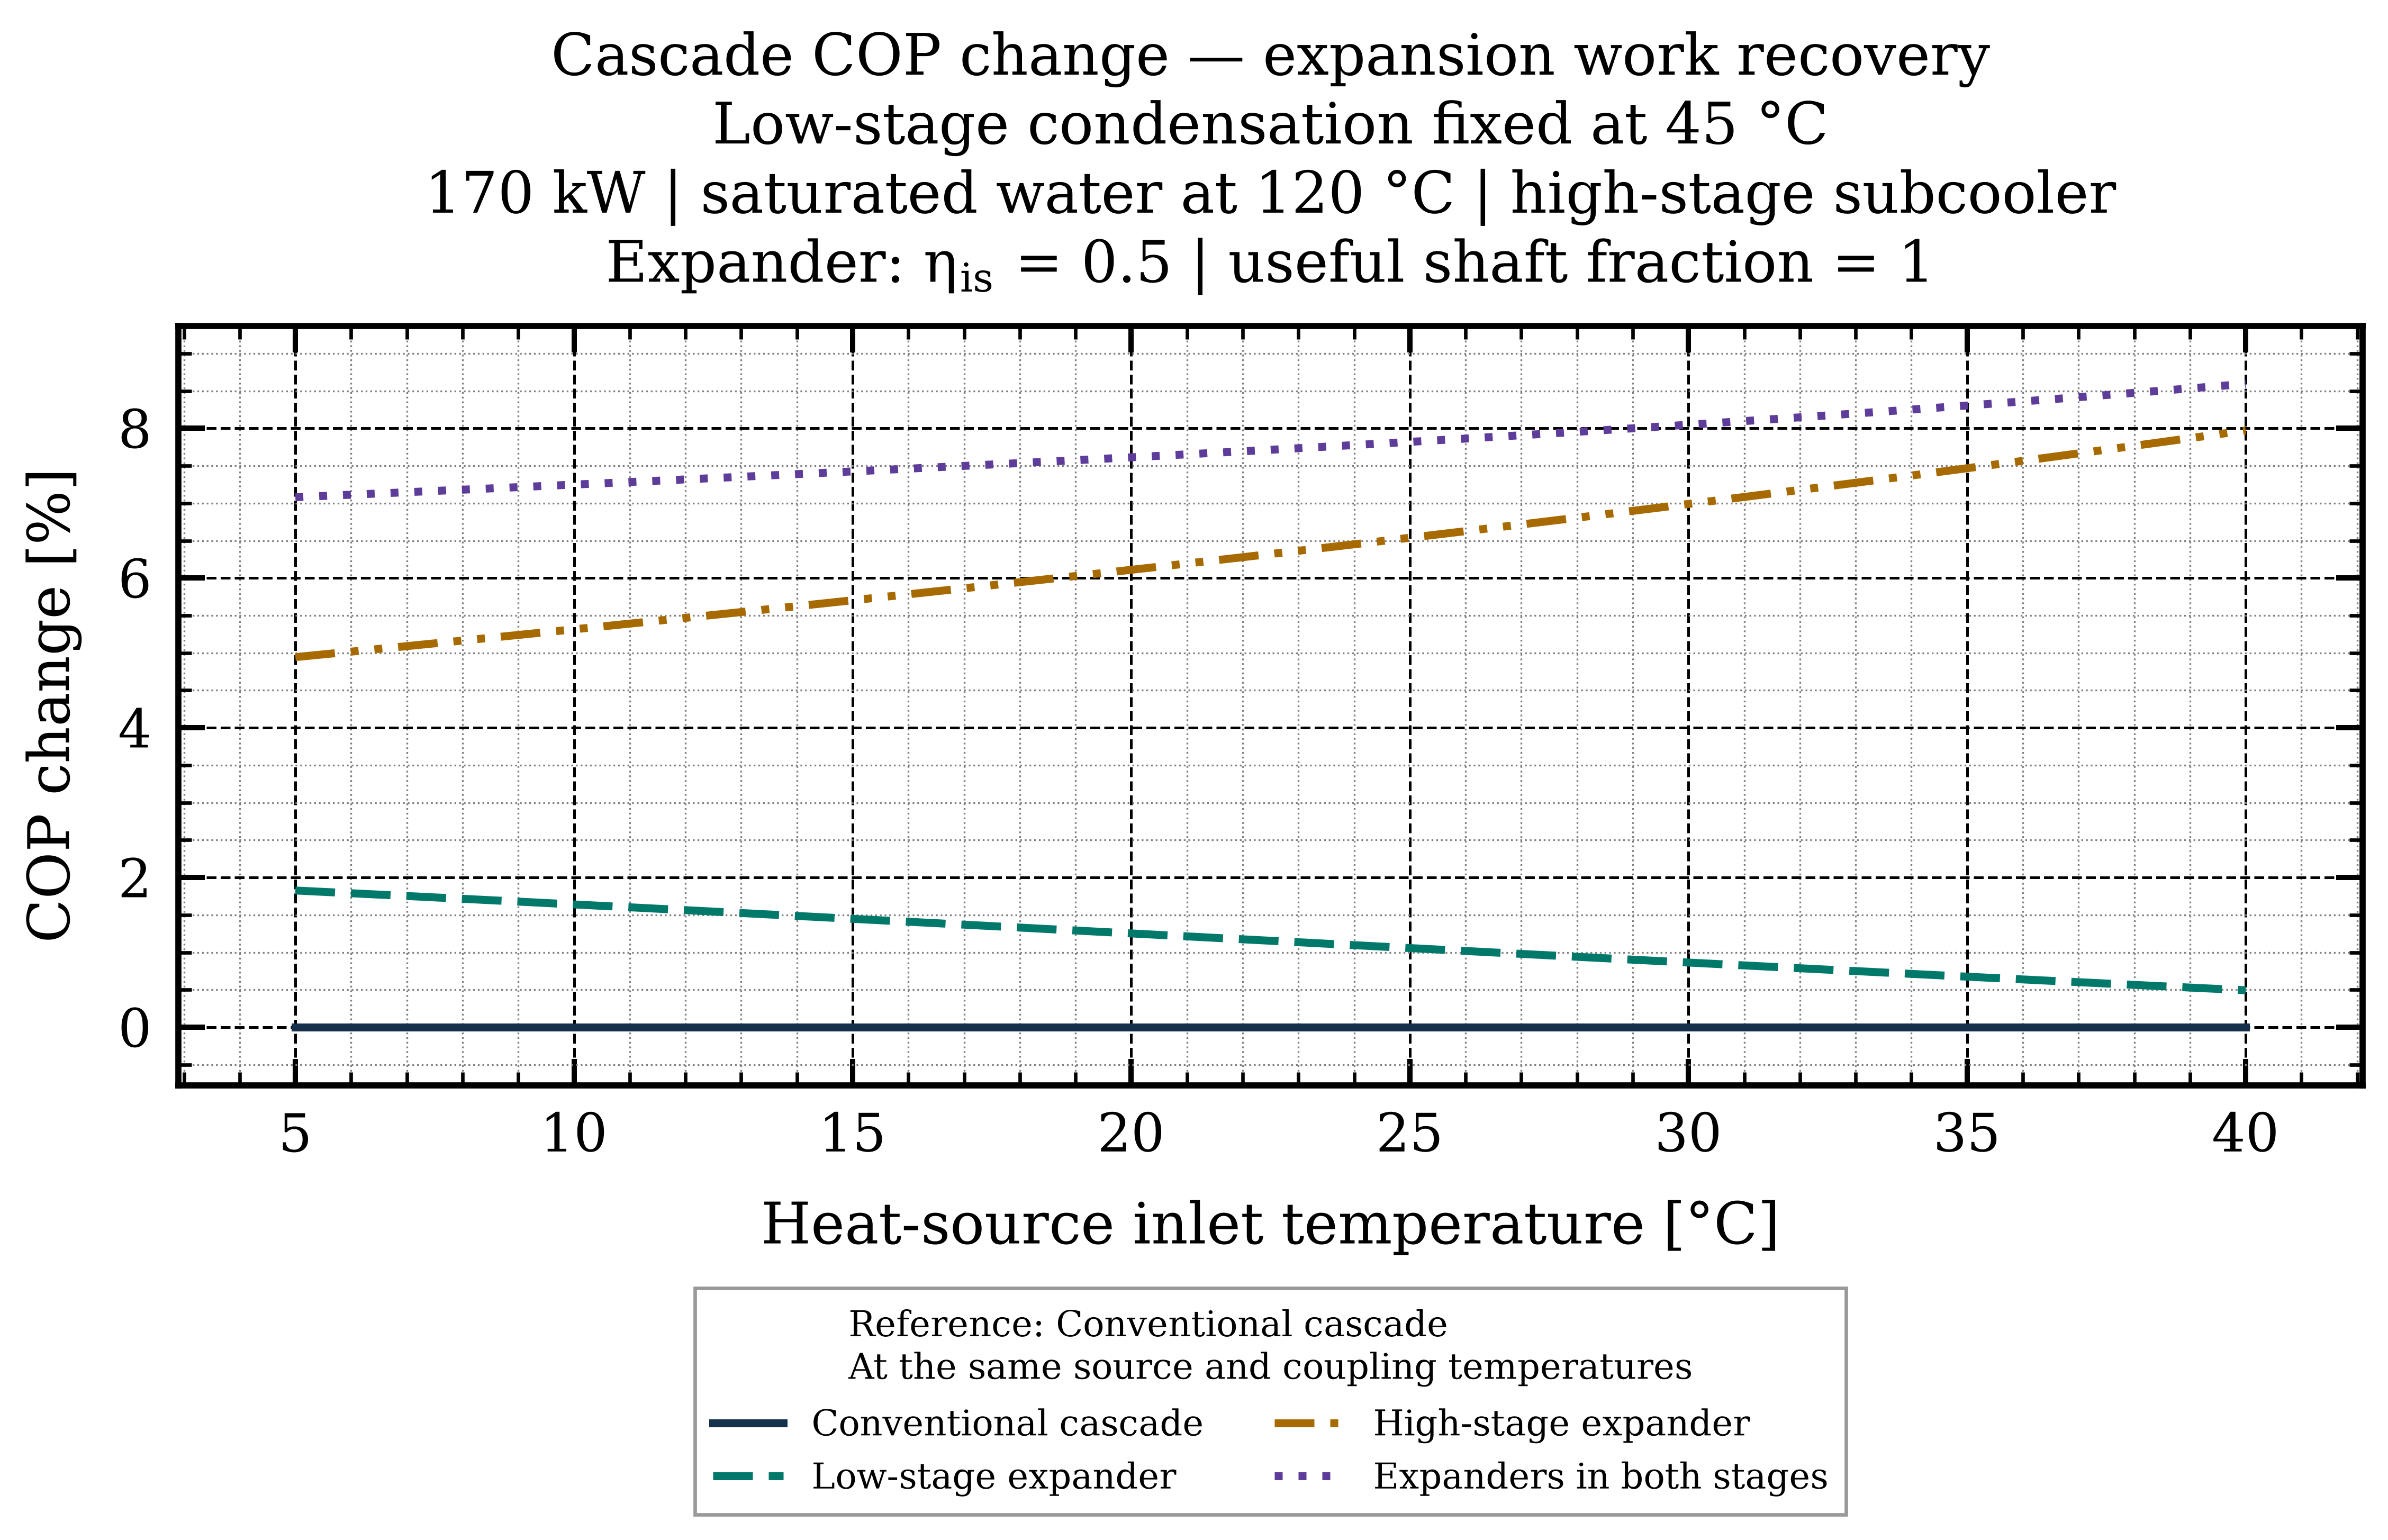 Cascade COP change — expansion work recovery
Low-stage condensation fixed at 45 °C
170 kW | saturated water at 120 °C | high-stage subcooler
Expander: ηis = 0.5 | useful shaft fraction = 1
COP change [%]
8
6
4
2
0
5 10 15 20 25 30 35 40
Heat-source inlet temperature [°C]
Reference: Conventional cascade
At the same source and coupling temperatures
Conventional cascade
Low-stage expander
High-stage expander
Expanders in both stages